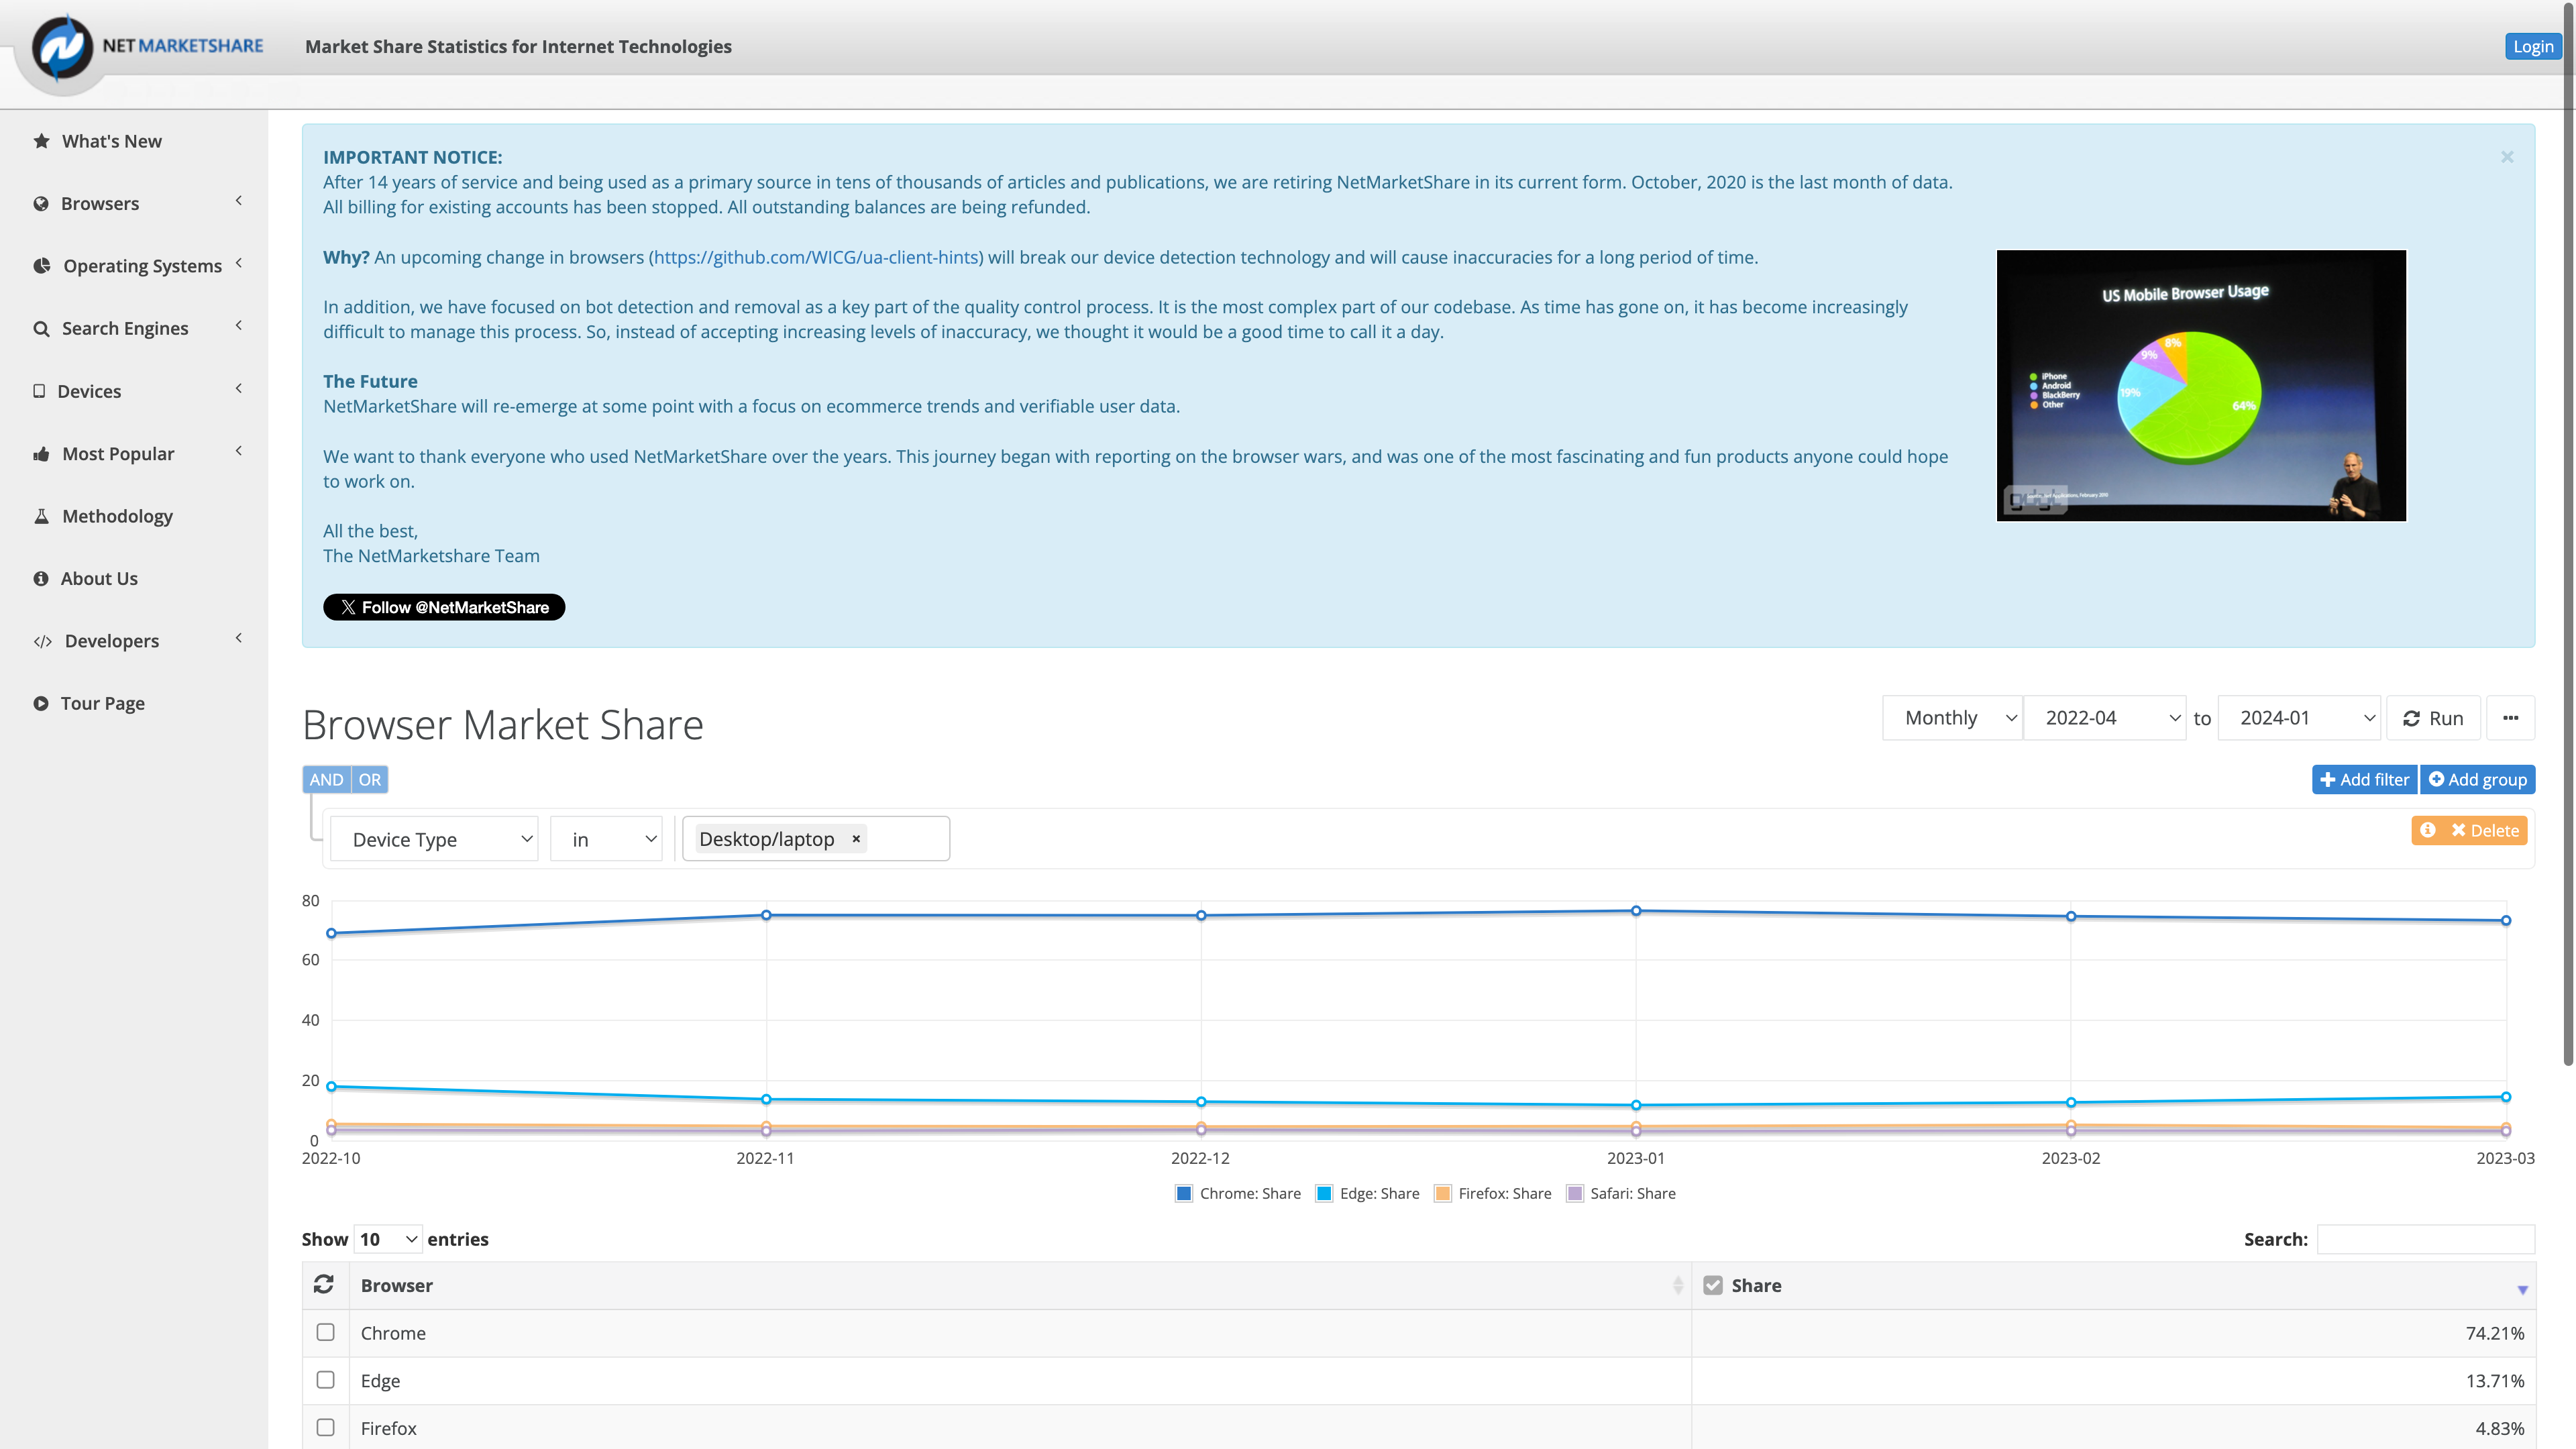 NETMARKETSHARE
Market Share Statistics for Internet Technologies
Login
What's New
Browsers
Operating Systems
Search Engines
Devices
Most Popular
Methodology
About Us
Developers
Tour Page
IMPORTANT NOTICE:
After 14 years of service and being used as a primary source in tens of thousands of articles and publications, we are retiring NetMarketShare in its current form. October, 2020 is the last month of data.
All billing for existing accounts has been stopped. All outstanding balances are being refunded.
Why? An upcoming change in browsers (https://github.com/WICG/ua-client-hints) will break our device detection technology and will cause inaccuracies for a long period of time.
In addition, we have focused on bot detection and removal as a key part of the quality control process. It is the most complex part of our codebase. As time has gone on, it has become increasingly
difficult to manage this process. So, instead of accepting increasing levels of inaccuracy, we thought it would be a good time to call it a day.
The Future
NetMarketShare will re-emerge at some point with a focus on ecommerce trends and verifiable user data.
We want to thank everyone who used NetMarketShare over the years. This journey began with reporting on the browser wars, and was one of the most fascinating and fun products anyone could hope
to work on.
All the best,
The NetMarketshare Team
Follow @NetMarketShare
US Mobile Browser Usage
8%
9%
19%
64%
iPhone
Android
BlackBerry
Other
Browser Market Share
Monthly 2022-04 to 2024-01 Run
AND OR
Add filter Add group
Device Type in Desktop/laptop ×
Delete
80
60
40
20
0
2022-10 2022-11 2022-12 2023-01 2023-02 2023-03
Chrome: Share Edge: Share Firefox: Share Safari: Share
Show 10 entries
Search:
Browser Share
Chrome 74.21%
Edge 13.71%
Firefox 4.83%